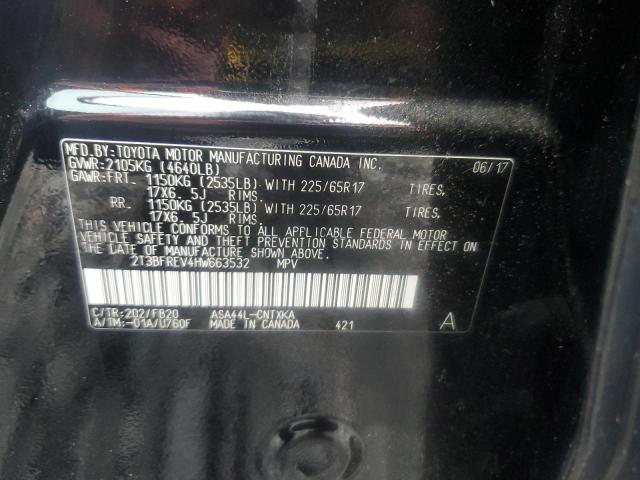 MFD.BY:TOYOTA MOTOR MANUFACTURING CANADA INC. 06/17
GVWR:2105KG (4640LB)
GAWR:FRT. 1150KG (2535LB) WITH 225/65R17 TIRES,
17X6.5J RIMS.
RR. 1150KG (2535LB) WITH 225/65R17 TIRES,
17X6.5J RIMS.
THIS VEHICLE CONFORMS TO ALL APPLICABLE FEDERAL MOTOR
VEHICLE SAFETY AND THEFT PREVENTION STANDARDS IN EFFECT ON
THE DATE OF MANUFACTURE SHOWN ABOVE.
2T3BFREV4HW663532 MPV
C/TR:202/FB20 ASA44L-CNTXKA
A/TM:-01A/U760F MADE IN CANADA 421 A